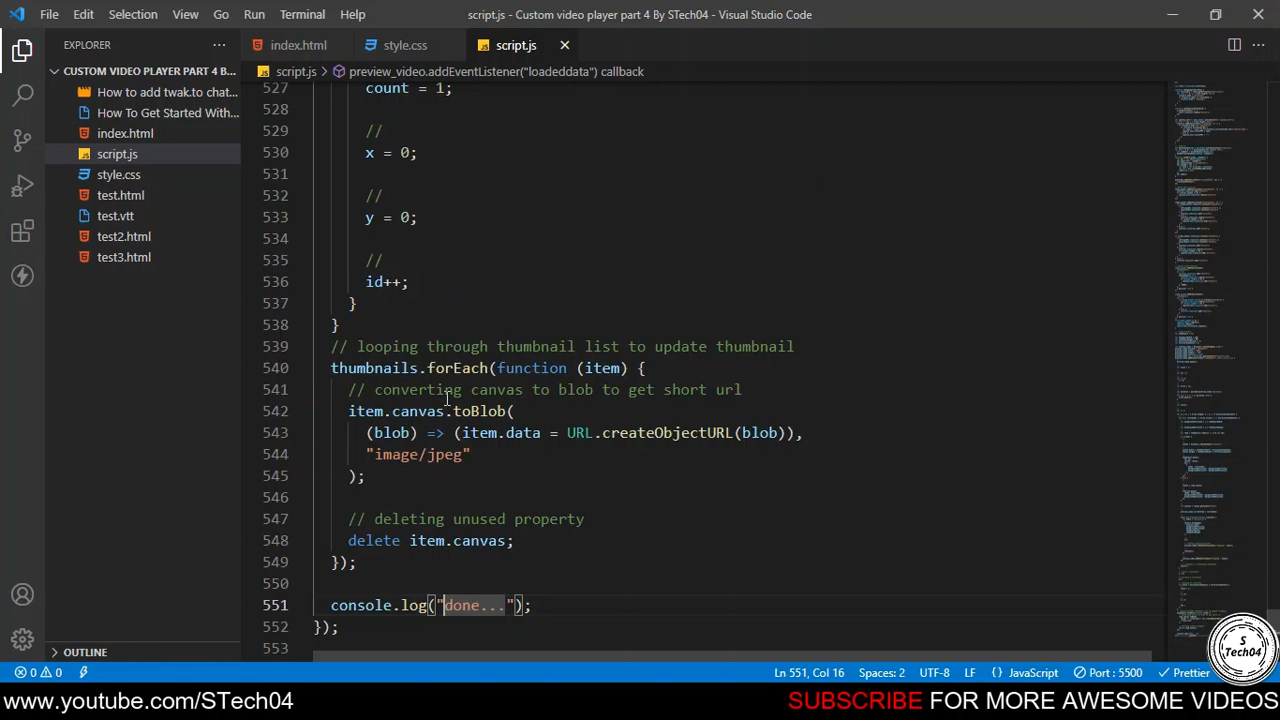 File Edit Selection View Go Run Terminal Help
script.js - Custom video player part 4 By STech04 - Visual Studio Code
EXPLORER
CUSTOM VIDEO PLAYER PART 4 B...
How to add twak.to chat...
How To Get Started With...
index.html
script.js
style.css
test.html
test.vtt
test2.html
test3.html
OUTLINE
index.html style.css script.js
script.js preview_video.addEventListener("loadeddata") callback
527 count = 1;
528
529 //
530 x = 0;
531
532 //
533 y = 0;
534
535 //
536 id++;
537 }
538 }
539 // looping through thumbnail list to update thumnail
540 thumbnails.forEach(function (item) {
541 // converting canvas to blob to get short url
542 item.canvas.toBlob(
543 (blob) => (item.data = URL.createObjectURL(blob)),
544 "image/jpeg"
545 );
546
547 // deleting unused property
548 delete item.canvas;
549 });
550
551 console.log("done...");
552 });
553
0 0 Ln 551, Col 16 Spaces: 2 UTF-8 LF {} JavaScript Port : 5500 Prettier
S
Tech04
www.youtube.com/STech04 SUBSCRIBE FOR MORE AWESOME VIDEOS